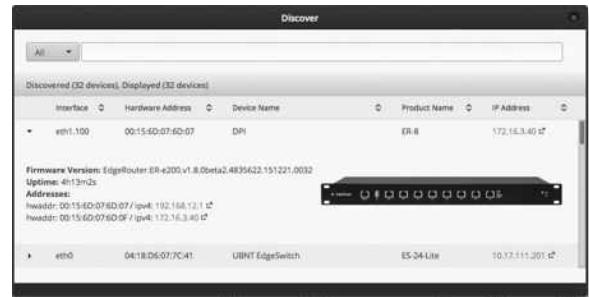 Discover
All
Discovered (32 devices), Displayed (32 devices)
Interface Hardware Address Device Name Product Name IP Address
eth1.100 00:15:6D:07:6D:07 DPI ER-8 172.16.3.40
Firmware Version: EdgeRouter.ER-e200.v1.8.0beta2.4835622.151221.0032
Uptime: 4h13m2s
Addresses:
hwaddr: 00:15:6D:07:6D:07 / ipv4: 192.168.12.1
hwaddr: 00:15:6D:07:6D:0F / ipv4: 172.16.3.40
eth0 04:18:D6:07:7C:41 UBNT EdgeSwitch ES-24-Lite 10.17.111.201